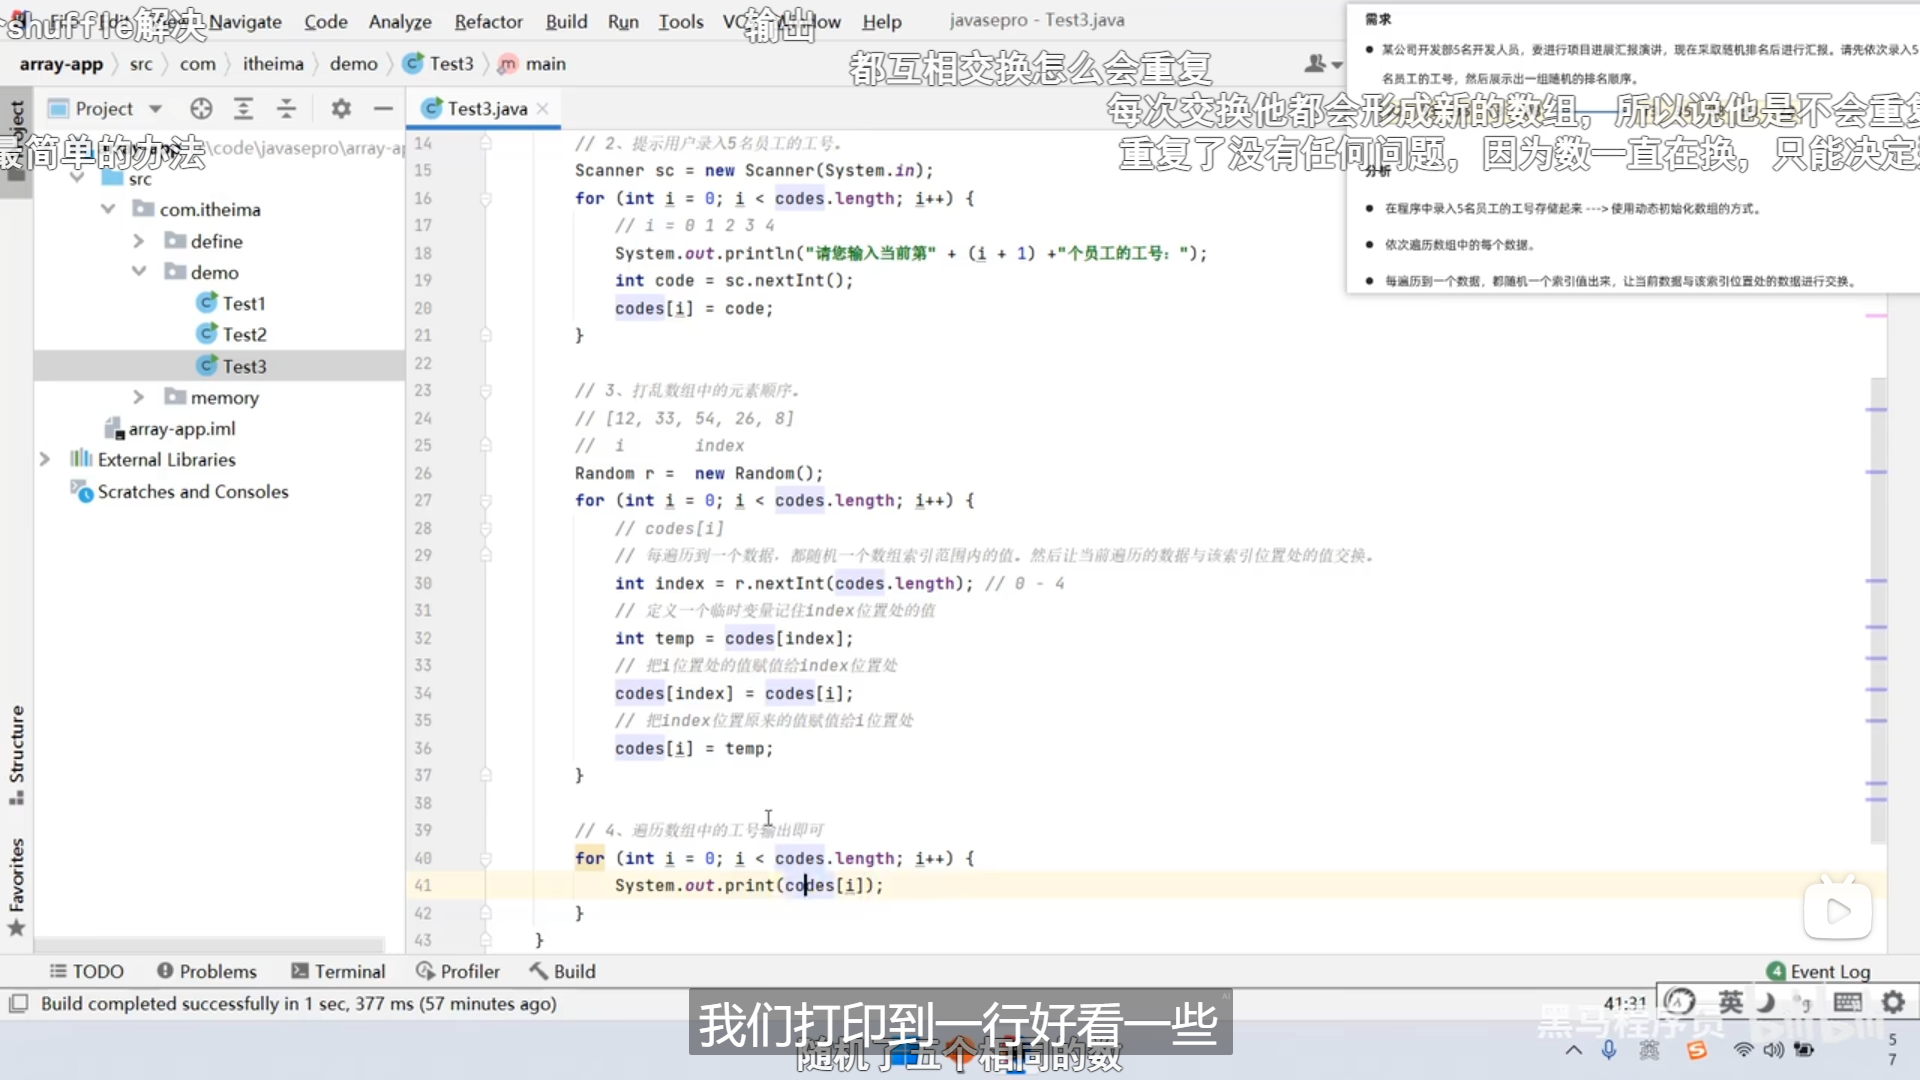 shuffle解决
输出
Navigate Code Analyze Refactor Build Run Tools Help
javasepro - Test3.java
array-app src com itheima demo Test3 main
都互相交换怎么会重复
需求
某公司开发部5名开发人员，要进行项目进展汇报演讲，现在采取随机排名后进行汇报。请先依次录入5
名员工的工号，然后展示出一组随机的排名顺序。
每次交换他都会形成新的数组，所以说他是不会重复
重复了没有任何问题，因为数一直在换，只能决定
分析
在程序中录入5名员工的工号存储起来 ---> 使用动态初始化数组的方式。
依次遍历数组中的每个数据。
每遍历到一个数据，都随机一个索引值出来，让当前数据与该索引位置处的数据进行交换。
Project
Test3.java
最简单的办法
\code\javasepro\array-a
src
com.itheima
define
demo
Test1
Test2
Test3
memory
array-app.iml
External Libraries
Scratches and Consoles
Structure
Favorites
14 // 2、提示用户录入5名员工的工号。
15 Scanner sc = new Scanner(System.in);
16 for (int i = 0; i < codes.length; i++) {
17 // i = 0 1 2 3 4
18 System.out.println("请您输入当前第" + (i + 1) +"个员工的工号：");
19 int code = sc.nextInt();
20 codes[i] = code;
21 }
22
23 // 3、打乱数组中的元素顺序。
24 // [12, 33, 54, 26, 8]
25 // i index
26 Random r = new Random();
27 for (int i = 0; i < codes.length; i++) {
28 // codes[i]
29 // 每遍历到一个数据，都随机一个数组索引范围内的值。然后让当前遍历的数据与该索引位置处的值交换。
30 int index = r.nextInt(codes.length); // 0 - 4
31 // 定义一个临时变量记住index位置处的值
32 int temp = codes[index];
33 // 把i位置处的值赋值给index位置处
34 codes[index] = codes[i];
35 // 把index位置原来的值赋值给i位置处
36 codes[i] = temp;
37 }
38
39 // 4、遍历数组中的工号输出即可
40 for (int i = 0; i < codes.length; i++) {
41 System.out.print(codes[i]);
42 }
43 }
TODO Problems Terminal Profiler Build
4 Event Log
Build completed successfully in 1 sec, 377 ms (57 minutes ago)
41:31
英
我们打印到一行好看一些
黑马程序员 bilibili
随机了五个相同的数
英
5
7